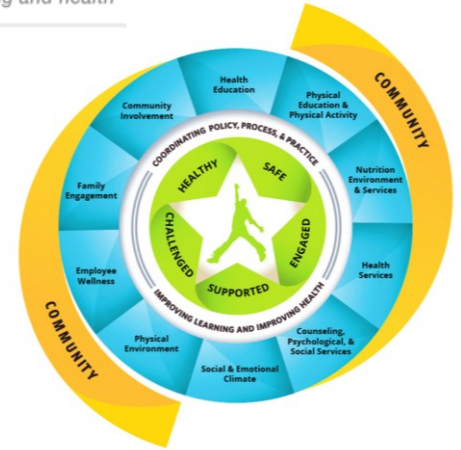 ng and health
COMMUNITY
Health
Education
Physical
Education &
Physical Activity
Nutrition
Environment
& Services
Health
Services
Counseling,
Psychological, &
Social Services
Social & Emotional
Climate
Physical
Environment
Employee
Wellness
Family
Engagement
Community
Involvement
COORDINATING POLICY, PROCESS, & PRACTICE
IMPROVING LEARNING AND IMPROVING HEALTH
HEALTHY
SAFE
ENGAGED
SUPPORTED
CHALLENGED
COMMUNITY